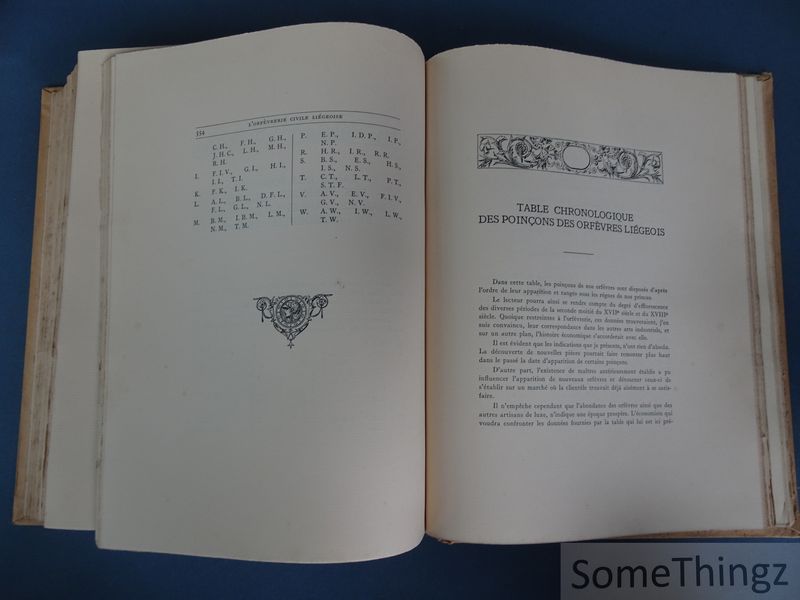 L'ORFÈVRERIE CIVILE LIÉGEOISE
354
C. H., F. H., G. H.,
J. H. C., L. H., M. H.,
R. H.
I. F. I. V., G. I., H. I.,
I. I., T. I.
K. F. K., I. K.
L. A. L., B. L., D. F. L.,
F. L., G. L., N. L.
M. B. M., I. B. M., L. M.,
N. M., T. M.
P. E. P., I. D. P., I. P.,
N. P.
R. H. R., I. R., R. R.
S. B. S., E. S., H. S.,
I. S., N. S.
T. C. T., L. T., P. T.,
S. T. F.
V. A. V., E. V., F. I. V.,
G. V., N. V.
W. A. W., I. W., L. W.,
T. W.
TABLE CHRONOLOGIQUE
DES POINÇONS DES ORFÈVRES LIÉGEOIS
Dans cette table, les poinçons de nos orfèvres sont disposés d'après
l'ordre de leur apparition et rangés sous les règnes de nos princes.
Le lecteur pourra ainsi se rendre compte du degré d'efflorescence
des diverses périodes de la seconde moitié du XVIIe siècle et du XVIIIe
siècle. Quoique restreintes à l'orfèvrerie, ces données trouveraient, j'en
suis convaincu, leur correspondance dans les autres arts industriels, et
sur un autre plan, l'histoire économique s'accorderait avec elle.
Il est évident que les indications que je présente, n'ont rien d'absolu.
La découverte de nouvelles pièces pourrait faire remonter plus haut
dans le passé la date d'apparition de certains poinçons.
D'autre part, l'existence de maîtres antérieurement établis a pu
influencer l'apparition de nouveaux orfèvres et détourner ceux-ci de
s'établir sur un marché où la clientèle trouvait déjà aisément à se satis-
faire.
Il n'empêche cependant que l'abondance des orfèvres ainsi que des
autres artisans de luxe, n'indique une époque prospère. L'économiste qui
voudra confronter les données fournies par la table qui lui est ici pré-
SomeThingz